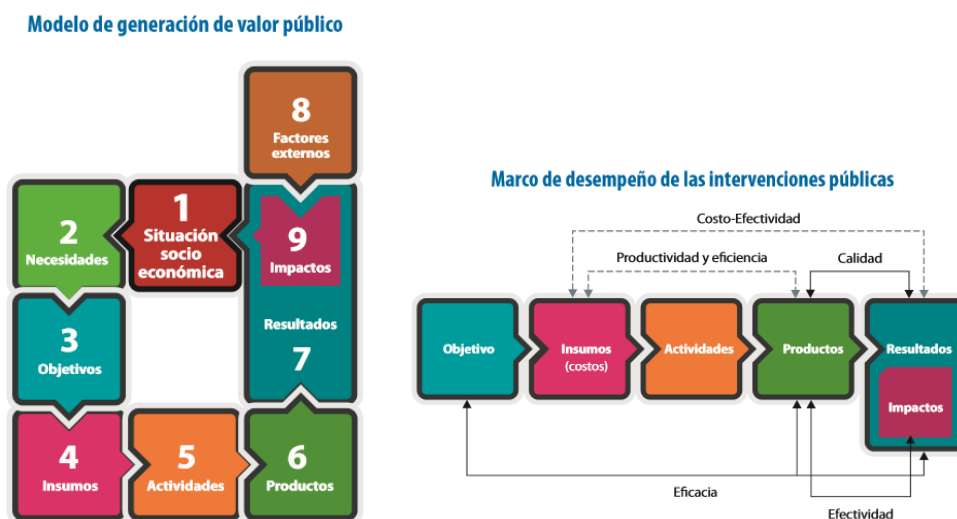 Modelo de generación de valor público
8
Factores
externos
2
Necesidades
1
Situación
socio
económica
9
Impactos
3
Objetivos
Resultados
7
4
Insumos
5
Actividades
6
Productos
Marco de desempeño de las intervenciones públicas
Costo-Efectividad
Productividad y eficiencia
Calidad
Objetivo
Insumos
(costos)
Actividades
Productos
Resultados
Impactos
Eficacia
Efectividad